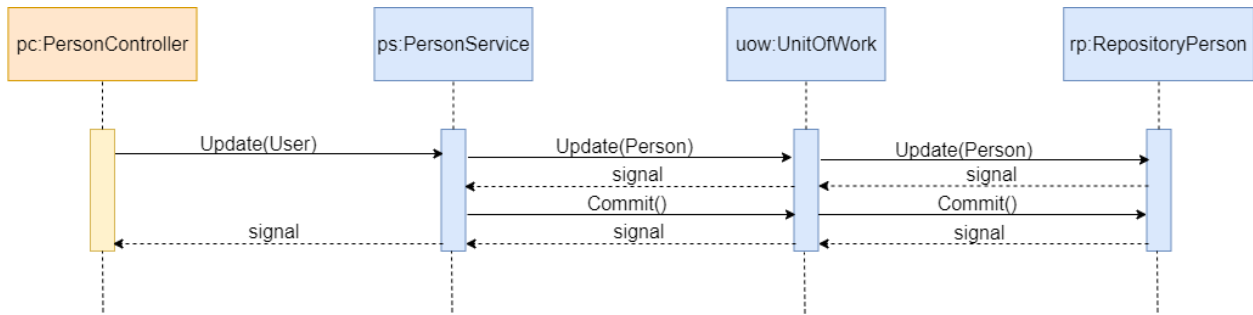 pc:PersonController
ps:PersonService
uow:UnitOfWork
rp:RepositoryPerson
Update(User)
Update(Person)
Update(Person)
signal
signal
Commit()
Commit()
signal
signal
signal